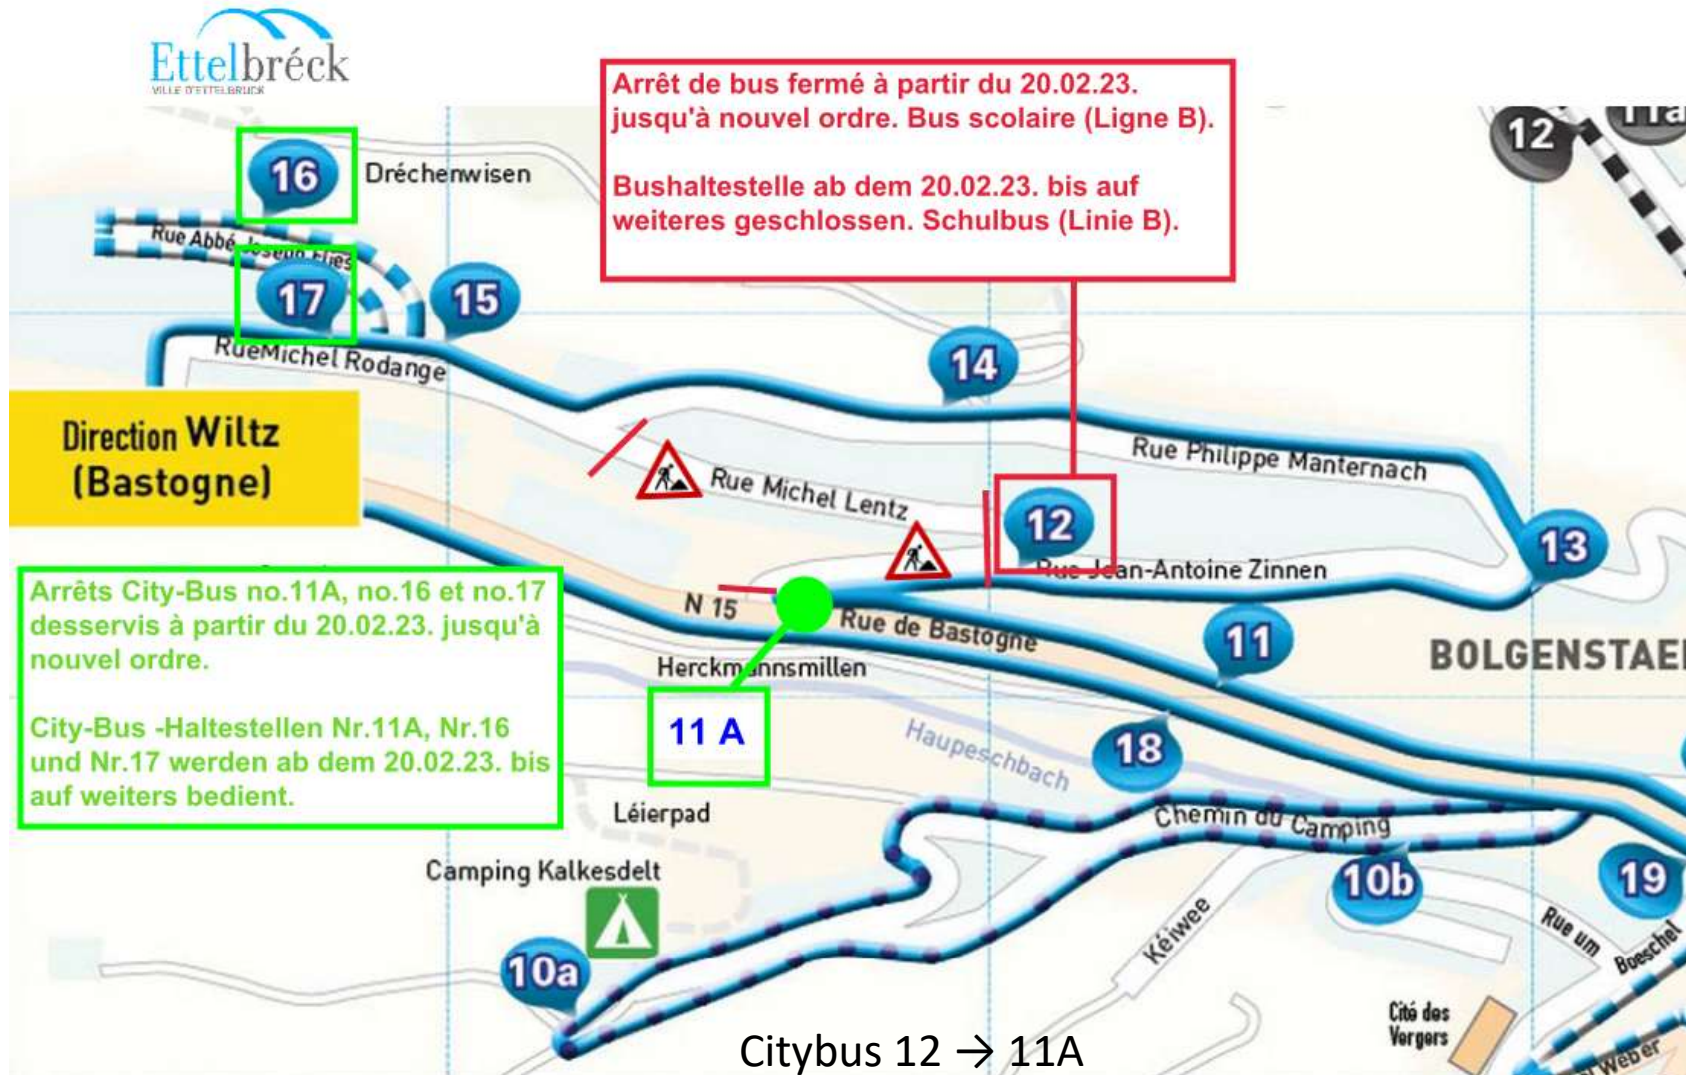 Ettelbréck
VILLE D'ETTELBRUCK
Arrêt de bus fermé à partir du 20.02.23.
jusqu'à nouvel ordre. Bus scolaire (Ligne B).
Bushaltestelle ab dem 20.02.23. bis auf
weiteres geschlossen. Schulbus (Linie B).
12
11a
16
Dréchenwisen
Rue Abbé Joseph Flies
17
15
RueMichel Rodange
14
Direction Wiltz
(Bastogne)
Rue Philippe Manternach
Rue Michel Lentz
12
13
Rue Jean-Antoine Zinnen
Arrêts City-Bus no.11A, no.16 et no.17
desservis à partir du 20.02.23. jusqu'à
nouvel ordre.
City-Bus -Haltestellen Nr.11A, Nr.16
und Nr.17 werden ab dem 20.02.23. bis
auf weiters bedient.
N 15
Rue de Bastogne
11
BOLGENSTAE
Herckmannsmillen
11 A
Haupeschbach
18
Léierpad
Chemin du Camping
Camping Kalkesdelt
10b
19
10a
Kéiwee
Rue um
Boeschel
Cité des
Vergers
Weber
Citybus 12 → 11A